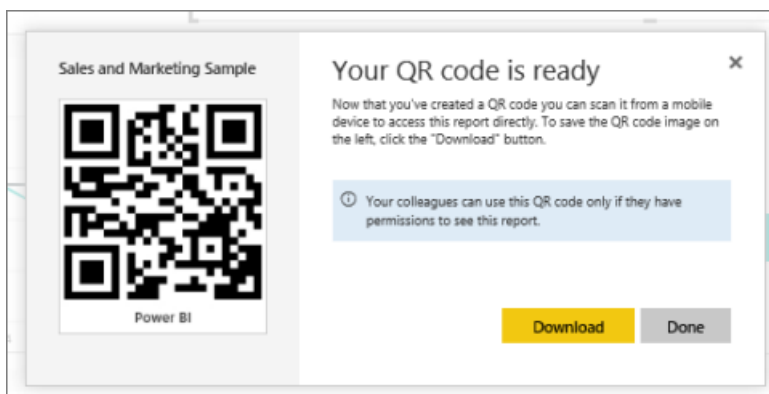 Sales and Marketing Sample
Power BI
Your QR code is ready
Now that you've created a QR code you can scan it from a mobile
device to access this report directly. To save the QR code image on
the left, click the "Download" button.
Your colleagues can use this QR code only if they have
permissions to see this report.
Download
Done